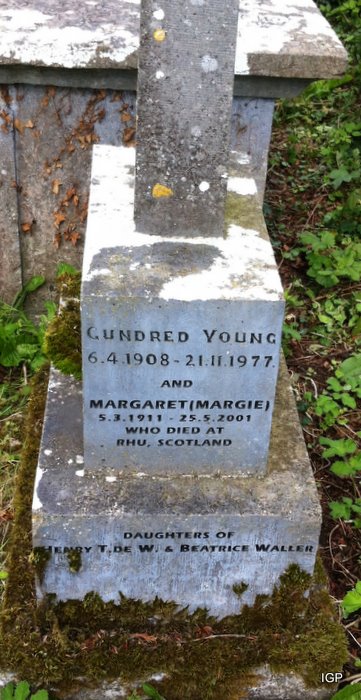 GUNDRED YOUNG
6.4.1908 - 21.11.1977
AND
MARGARET (MARGIE)
5.3.1911 - 25.5.2001
WHO DIED AT
RHU, SCOTLAND
DAUGHTERS OF
HENRY T. DE W. & BEATRICE WALLER
IGP